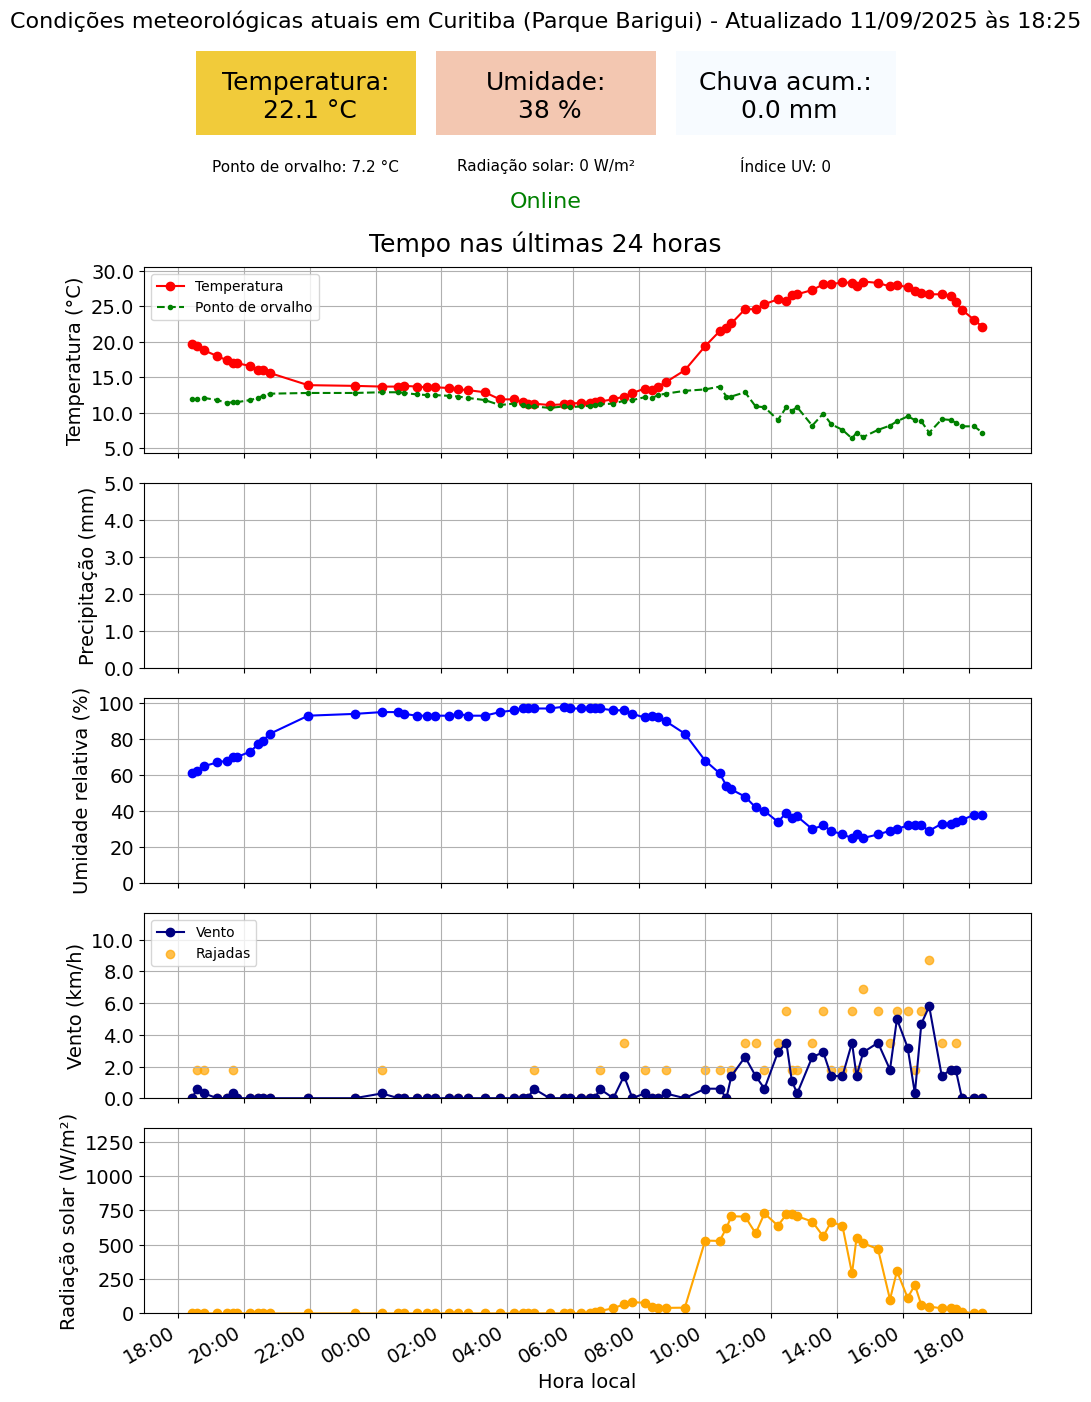 Condições meteorológicas atuais em Curitiba (Parque Barigui) - Atualizado 11/09/2025 às 18:25
Temperatura:
22.1 °C
Umidade:
38 %
Chuva acum.:
0.0 mm
Ponto de orvalho: 7.2 °C
Radiação solar: 0 W/m²
Índice UV: 0
Online
Tempo nas últimas 24 horas
Temperatura (°C)
30.0
25.0
20.0
15.0
10.0
5.0
Temperatura
Ponto de orvalho
Precipitação (mm)
5.0
4.0
3.0
2.0
1.0
0.0
Umidade relativa (%)
100
80
60
40
20
0
Vento (km/h)
10.0
8.0
6.0
4.0
2.0
0.0
Vento
Rajadas
Radiação solar (W/m²)
1250
1000
750
500
250
0
18:00
20:00
22:00
00:00
02:00
04:00
06:00
08:00
10:00
12:00
14:00
16:00
18:00
Hora local